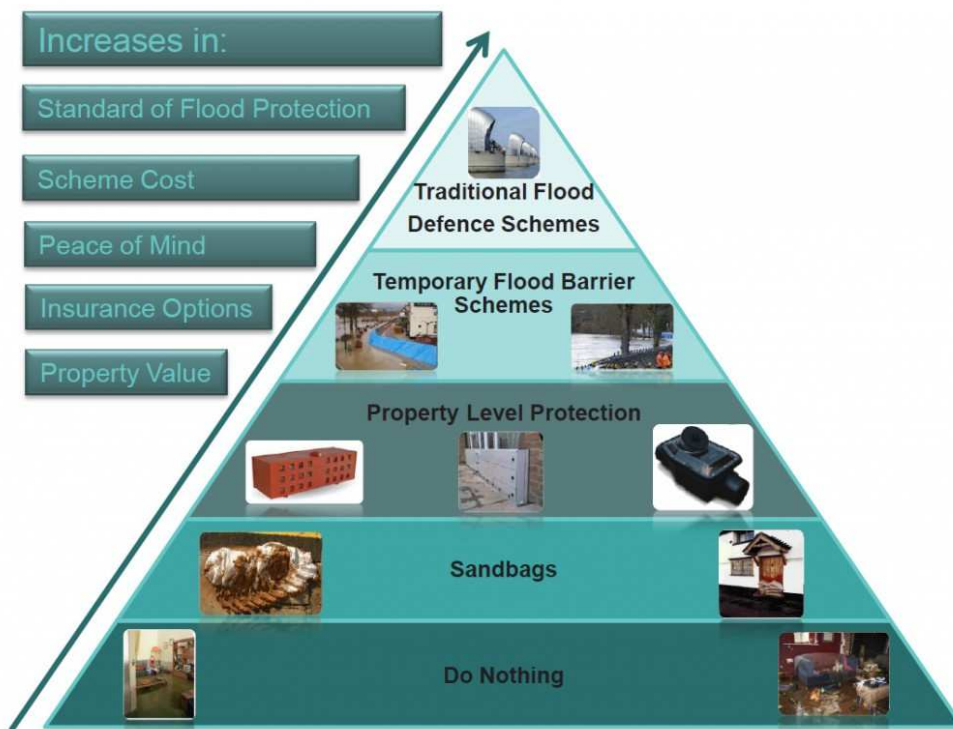 Increases in:
Standard of Flood Protection
Scheme Cost
Peace of Mind
Insurance Options
Property Value
Traditional Flood
Defence Schemes
Temporary Flood Barrier
Schemes
Property Level Protection
Sandbags
Do Nothing